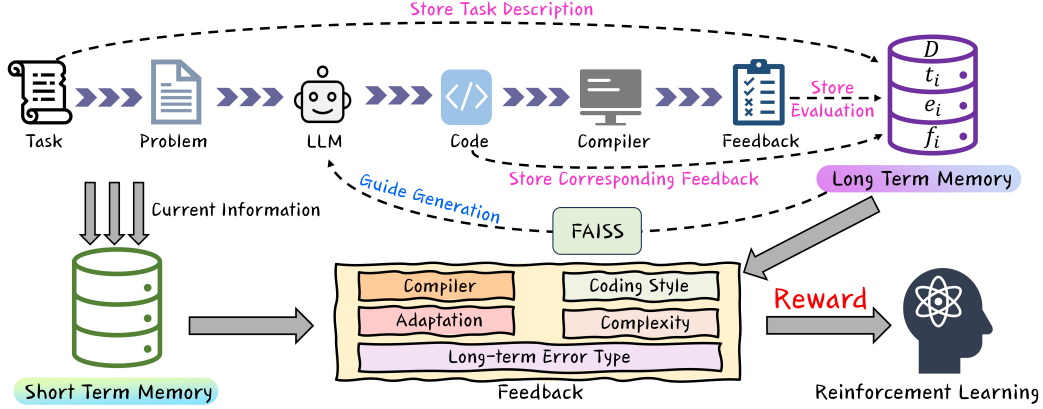 Store Task Description
D
t_i
e_i
f_i
Task
Problem
LLM
</>
Code
Compiler
Feedback
Store
Evaluation
Store Corresponding Feedback
Long Term Memory
Guide Generation
FAISS
Current Information
Short Term Memory
Compiler
Coding Style
Adaptation
Complexity
Long-term Error Type
Feedback
Reward
Reinforcement Learning